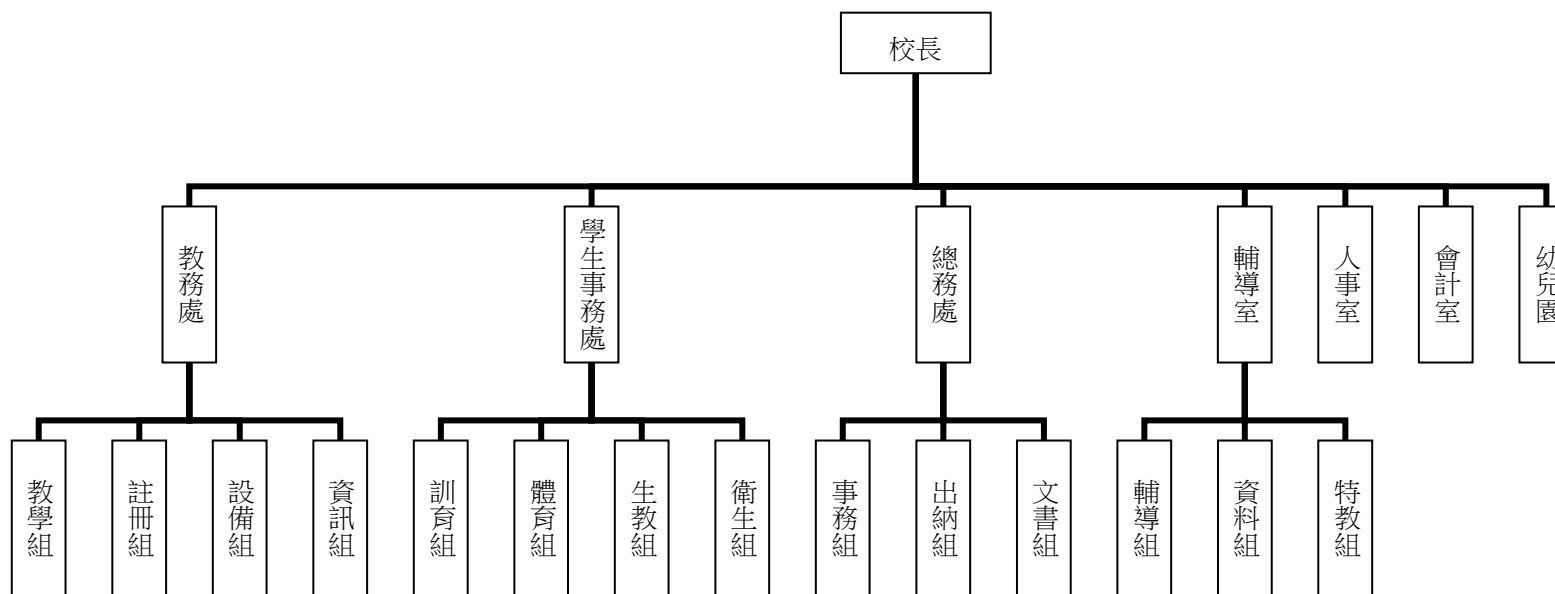 校長
教務處
學生事務處
總務處
輔導室
人事室
會計室
幼兒園
教學組
註冊組
設備組
資訊組
訓育組
體育組
生教組
衛生組
事務組
出納組
文書組
輔導組
資料組
特教組